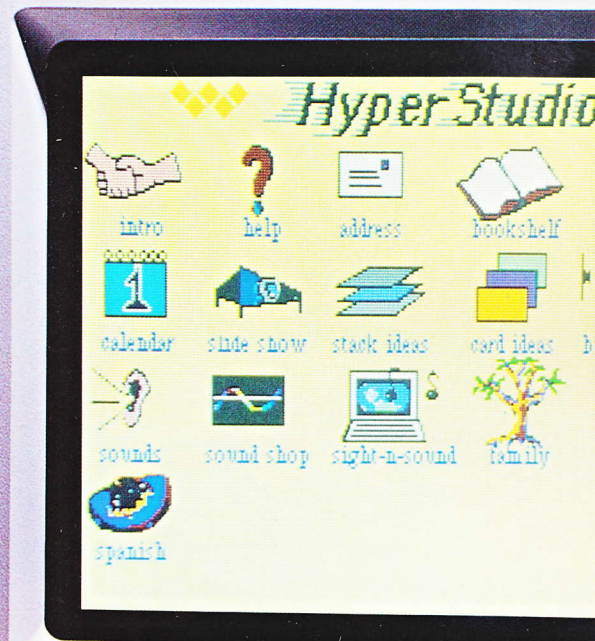 HyperStudio
intro help address bookshelf
1
calendar slide show stack ideas card ideas b
sounds sound shop sight-n-sound family
spanish